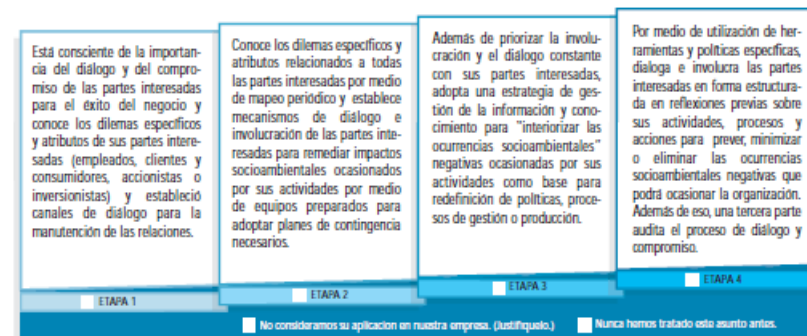 Está consciente de la importan-
cia del diálogo y del compro-
miso de las partes interesadas
para el éxito del negocio y
conoce los dilemas específicos
y atributos de sus partes intere-
sadas (empleados, clientes y
consumidores, accionistas o
inversionistas) y estableció
canales de diálogo para la
manutención de las relaciones.
ETAPA 1
Conoce los dilemas específicos y
atributos relacionados a todas
las partes interesadas por medio
de mapeo periódico y establece
mecanismos de diálogo e
involucración de las partes inte-
resadas para remediar impactos
socioambientales ocasionados
por sus actividades por medio
de equipos preparados para
adoptar planes de contingencia
necesarios.
ETAPA 2
Además de priorizar la involu-
cración y el diálogo constante
con sus partes interesadas,
adopta una estrategia de ges-
tión de la información y cono-
cimiento para "interiorizar las
ocurrencias socioambientales"
negativas ocasionadas por sus
actividades como base para
redefinición de políticas, proce-
sos de gestión o producción.
ETAPA 3
Por medio de utilización de her-
ramientas y políticas específicas,
dialoga e involucra las partes
interesadas en forma estructura-
da en reflexiones previas sobre
sus actividades, procesos y
acciones para prever, minimizar
o eliminar las ocurrencias
socioambientales negativas que
podrá ocasionar la organización.
Además de eso, una tercera parte
audita el proceso de diálogo y
compromiso.
ETAPA 4
No consideramos su aplicacion en nuestra empresa. (Justifiquelo.)
Nunca hemos tratado este asunto antes.